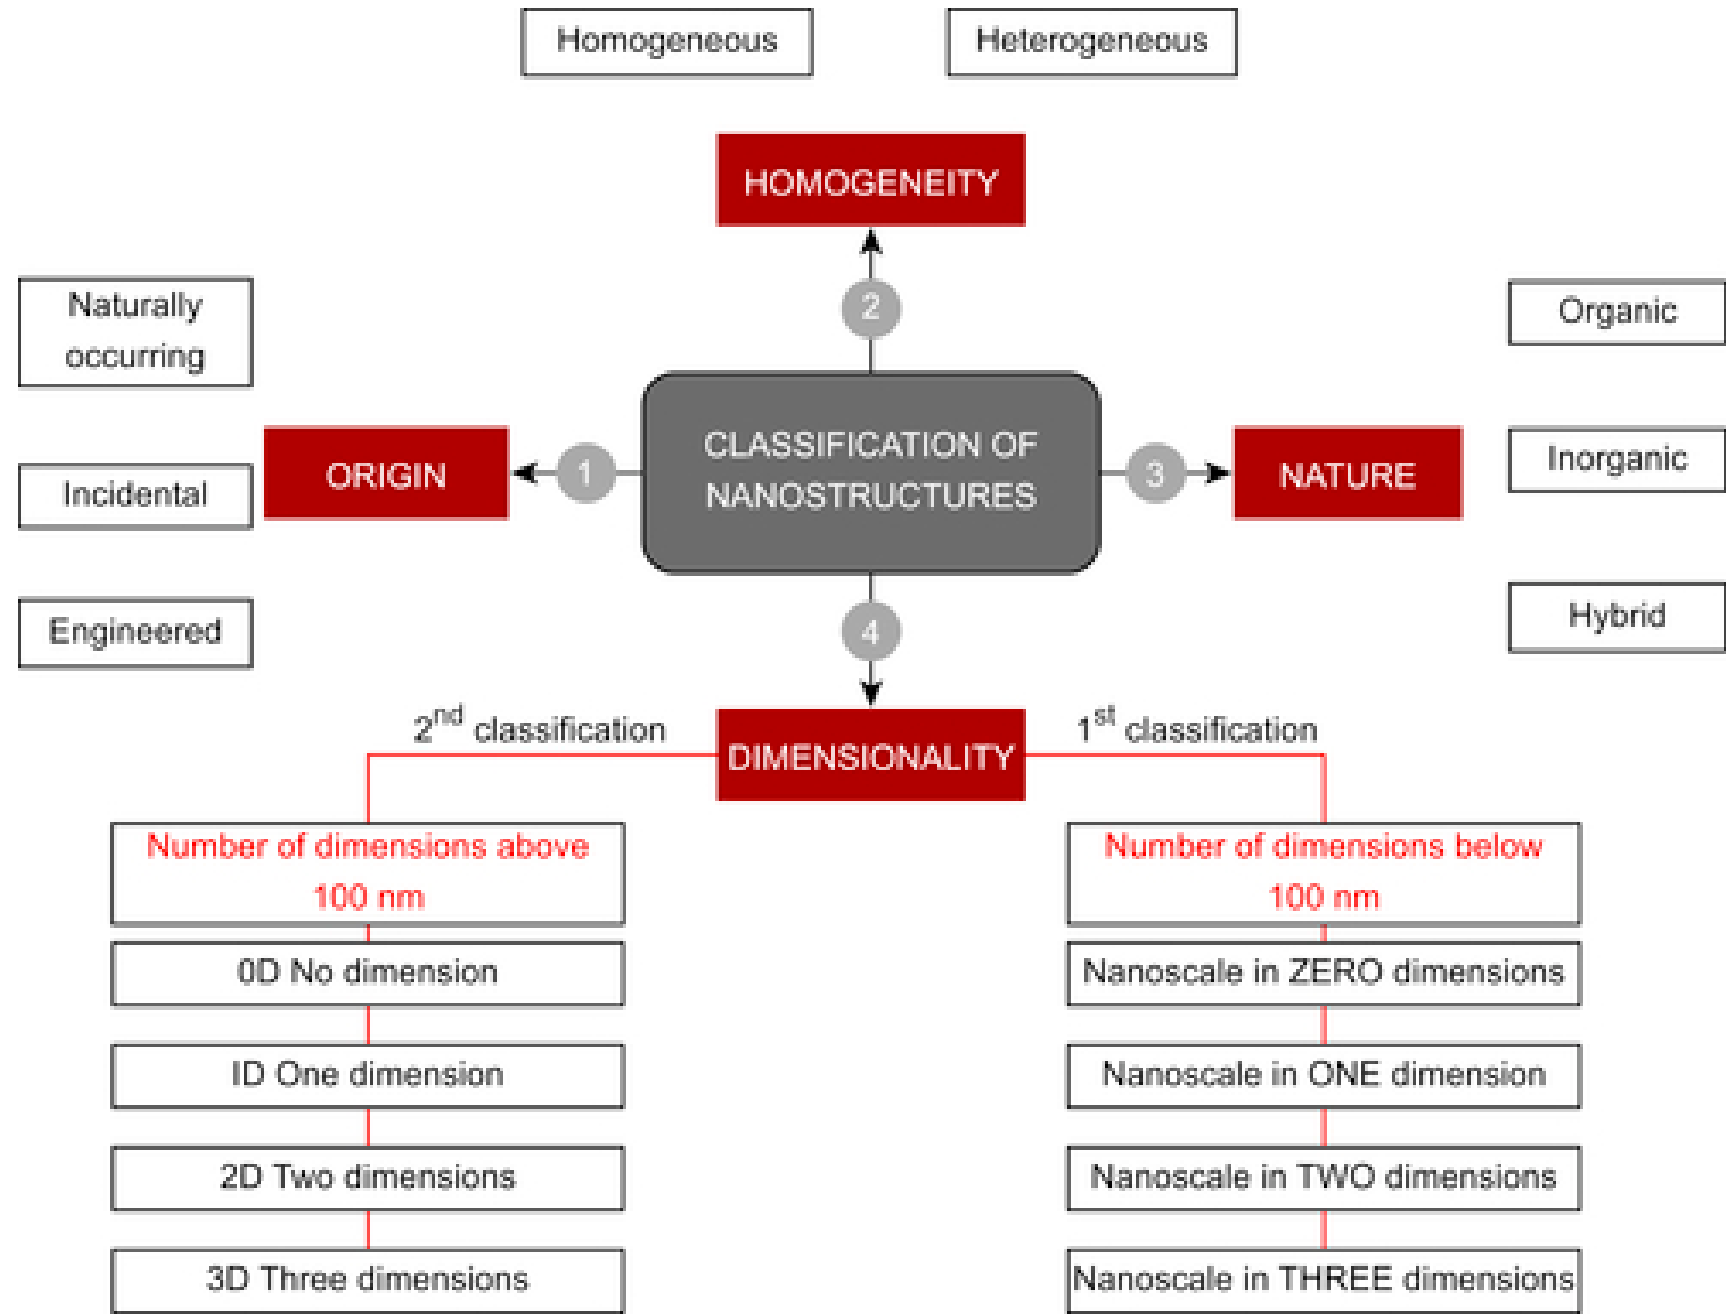 Homogeneous
Heterogeneous
HOMOGENEITY
2
Naturally
occurring
Incidental
Engineered
ORIGIN
1
CLASSIFICATION OF
NANOSTRUCTURES
3
NATURE
Organic
Inorganic
Hybrid
4
DIMENSIONALITY
2nd classification
1st classification
Number of dimensions above
100 nm
0D No dimension
ID One dimension
2D Two dimensions
3D Three dimensions
Number of dimensions below
100 nm
Nanoscale in ZERO dimensions
Nanoscale in ONE dimension
Nanoscale in TWO dimensions
Nanoscale in THREE dimensions